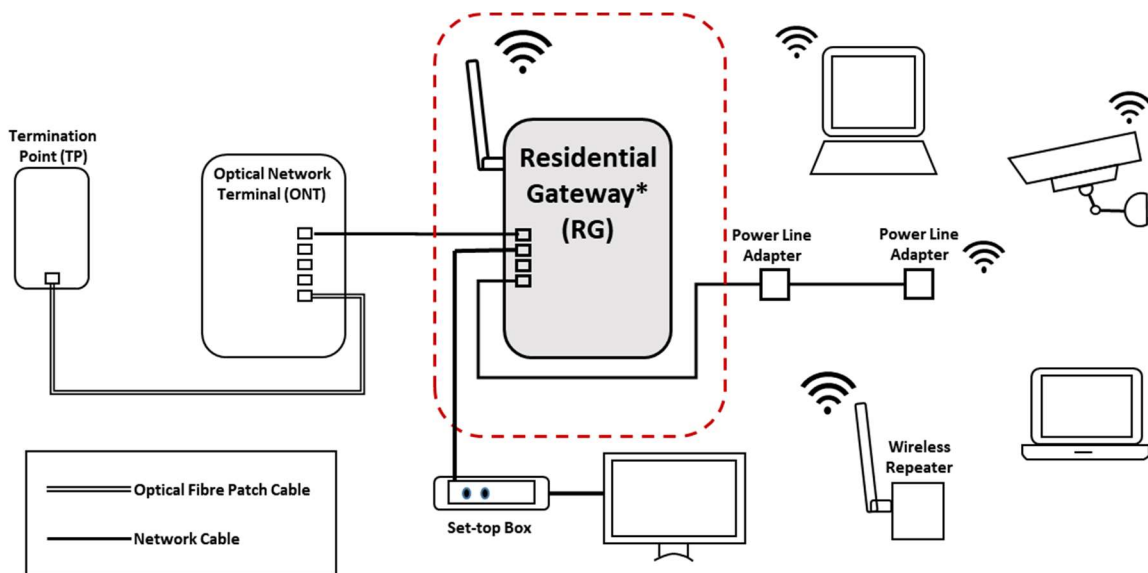 Termination
Point (TP)
Optical Network
Terminal (ONT)
Residential
Gateway*
(RG)
Power Line
Adapter
Power Line
Adapter
Wireless
Repeater
Set-top Box
Optical Fibre Patch Cable
Network Cable